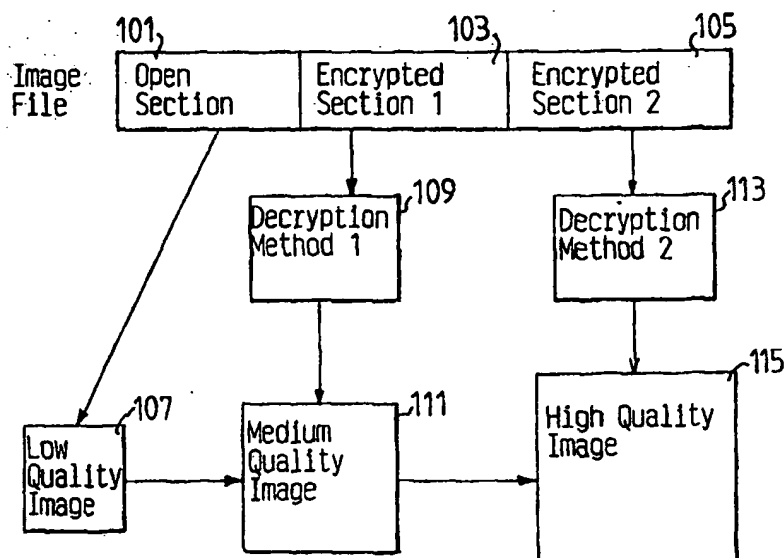 101
103
105
Image
File
Open
Section
Encrypted
Section 1
Encrypted
Section 2
109
Decryption
Method 1
113
Decryption
Method 2
107
Low
Quality
Image
111
Medium
Quality
Image
115
High Quality
Image